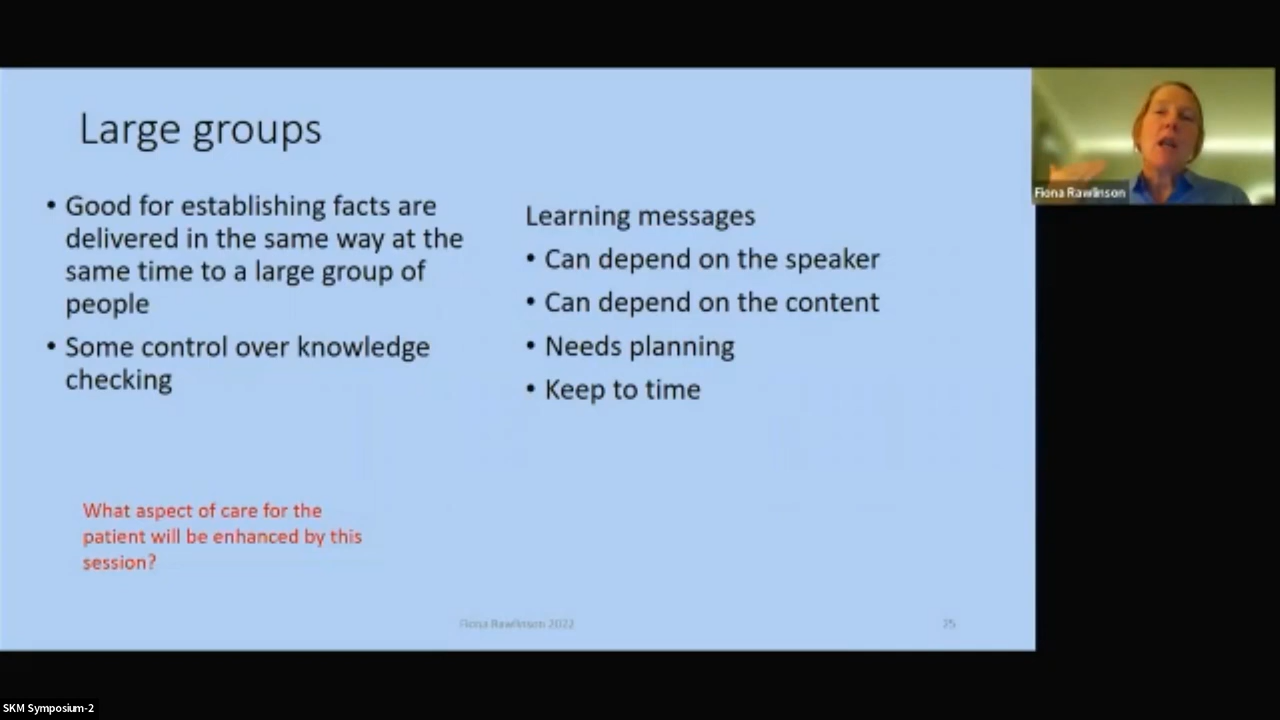 Large groups
• Good for establishing facts are
delivered in the same way at the
same time to a large group of
people
• Some control over knowledge
checking
Learning messages
• Can depend on the speaker
• Can depend on the content
• Needs planning
• Keep to time
What aspect of care for the
patient will be enhanced by this
session?
Fiona Rawlinson 2022
25
Fiona Rawlinson
SKM Symposium-2